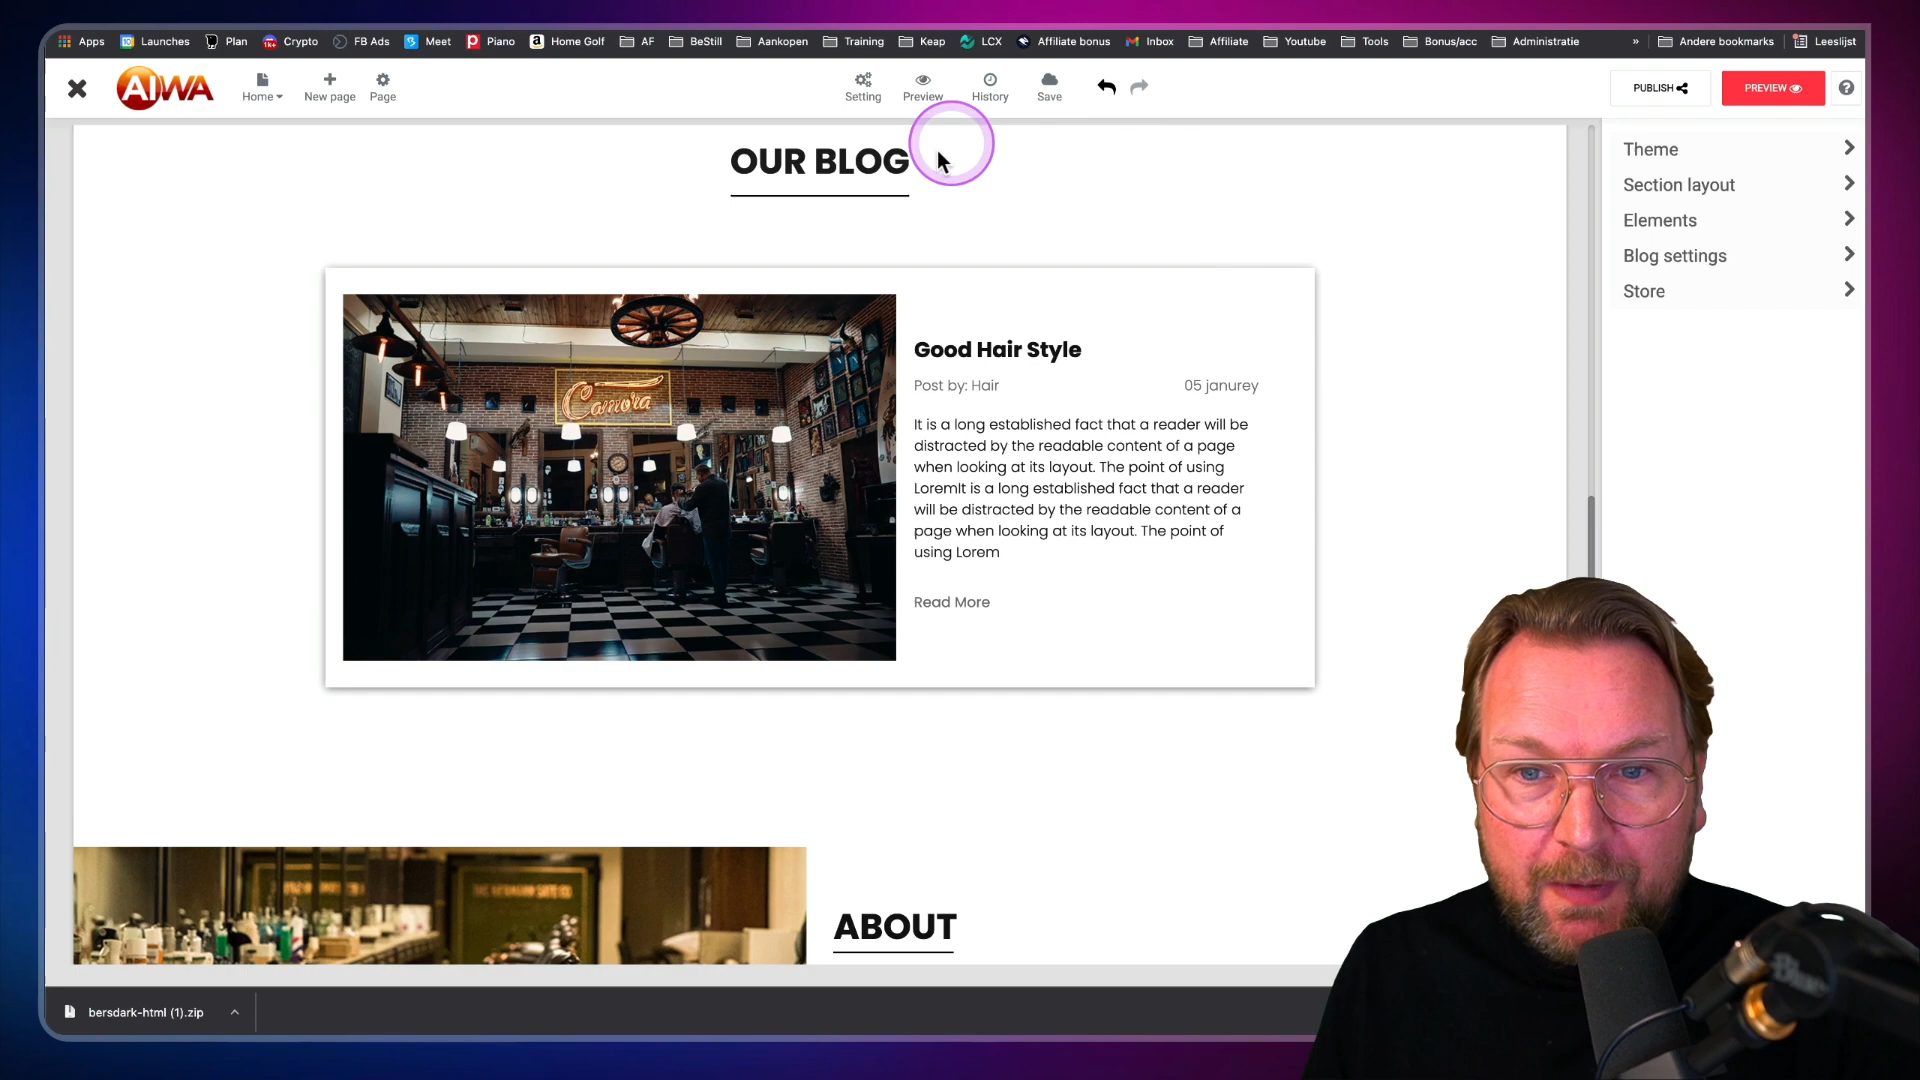 Apps Launches Plan Crypto FB Ads Meet Piano Home Golf AF BeStill Aankopen Training Keap LCX Affiliate bonus Inbox Affiliate Youtube Tools Bonus/acc Administratie » Andere bookmarks Leeslijst
AIWA Home New page Page Setting Preview History Save PUBLISH PREVIEW ?
OUR BLOG
Camora
Good Hair Style
Post by: Hair 05 janurey
It is a long established fact that a reader will be
distracted by the readable content of a page
when looking at its layout. The point of using
LoremIt is a long established fact that a reader
will be distracted by the readable content of a
page when looking at its layout. The point of
using Lorem
Read More
ABOUT
Theme
Section layout
Elements
Blog settings
Store
bersdark-html (1).zip
Blue